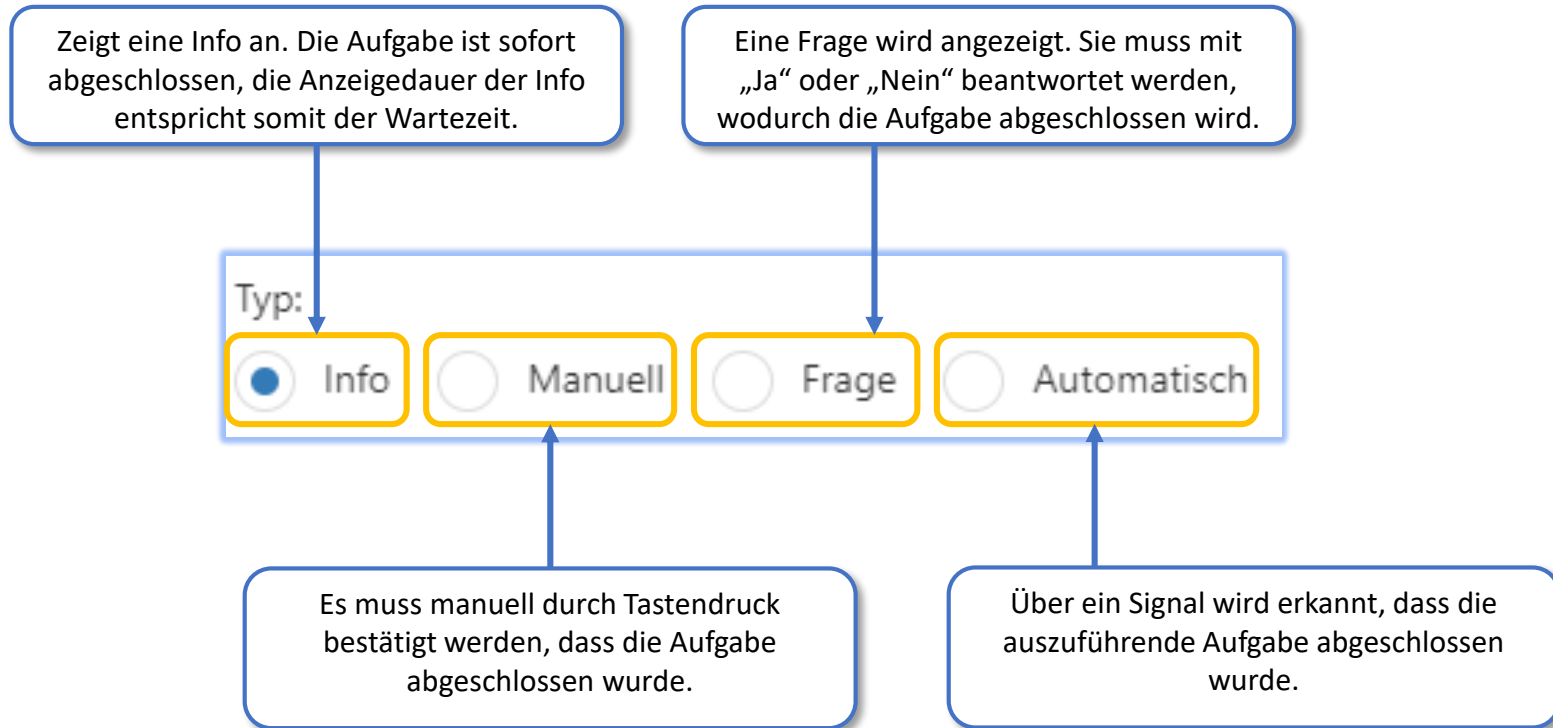 Zeigt eine Info an. Die Aufgabe ist sofort
abgeschlossen, die Anzeigedauer der Info
entspricht somit der Wartezeit.
Eine Frage wird angezeigt. Sie muss mit
„Ja“ oder „Nein“ beantwortet werden,
wodurch die Aufgabe abgeschlossen wird.
Typ:
Info Manuell Frage Automatisch
Es muss manuell durch Tastendruck
bestätigt werden, dass die Aufgabe
abgeschlossen wurde.
Über ein Signal wird erkannt, dass die
auszuführende Aufgabe abgeschlossen
wurde.